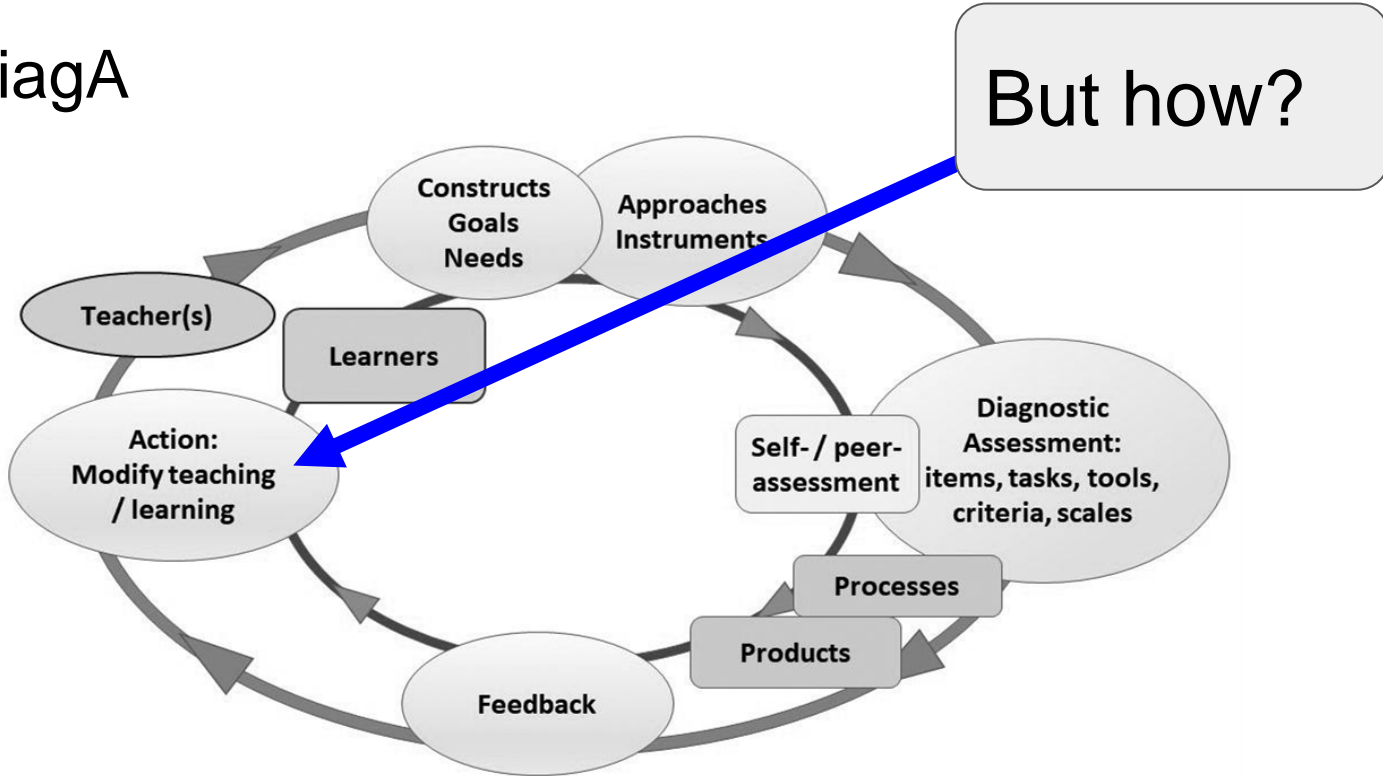 iagA
But how?
Constructs
Goals
Needs
Approaches
Instruments
Teacher(s)
Learners
Action:
Modify teaching
/ learning
Self- / peer-
assessment
Diagnostic
Assessment:
items, tasks, tools,
criteria, scales
Processes
Products
Feedback